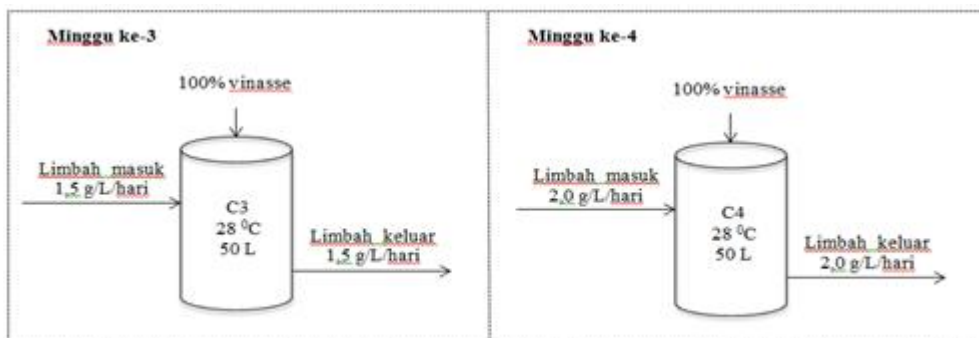 Minggu ke-3
100% vinasse
Limbah masuk
1,5 g/L/hari
C3
28 ⁰C
50 L
Limbah keluar
1,5 g/L/hari
Minggu ke-4
100% vinasse
Limbah masuk
2,0 g/L/hari
C4
28 ⁰C
50 L
Limbah keluar
2,0 g/L/hari